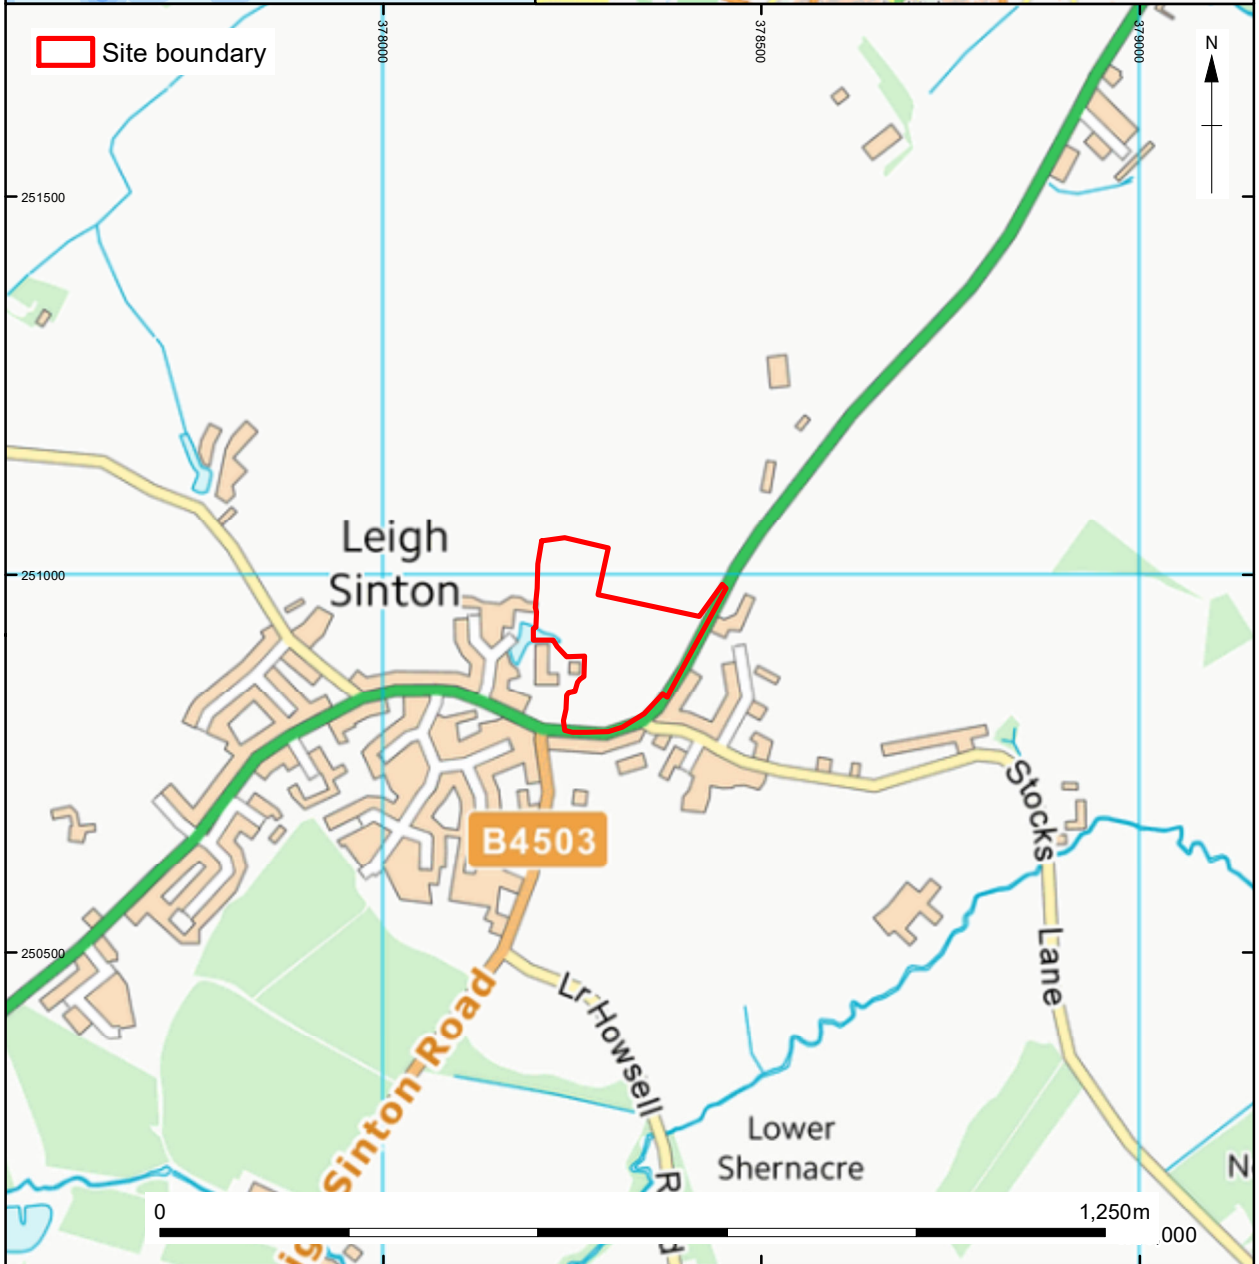 Site boundary
378000
378500
379000
N
251500
Leigh
Sinton
251000
B4503
Stocks
Lane
250500
Lr Howsell
Sinton Road
Lower
Shernacre
0
1,250m
,000